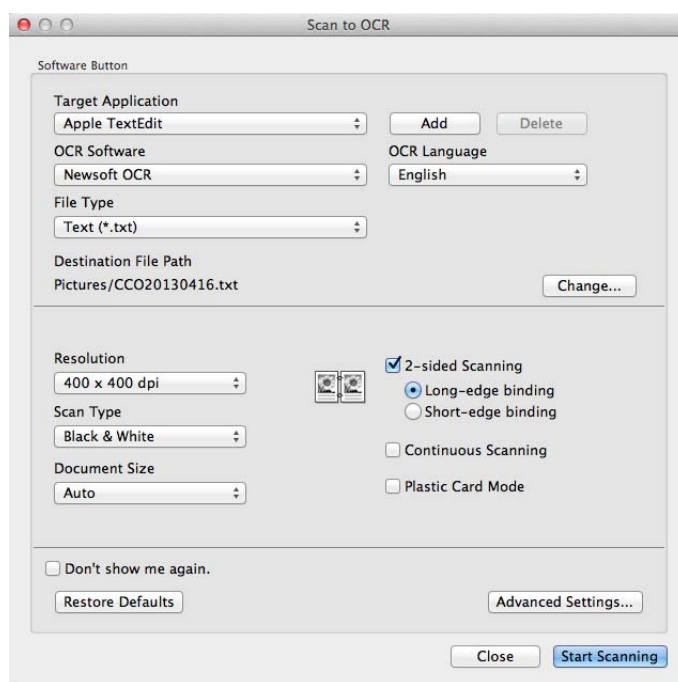 Scan to OCR
Software Button
Target Application
Apple TextEdit Add Delete
OCR Software OCR Language
Newsoft OCR English
File Type
Text (*.txt)
Destination File Path
Pictures/CCO20130416.txt Change...
Resolution
2-sided Scanning
400 x 400 dpi Long-edge binding
Scan Type Short-edge binding
Black & White
Continuous Scanning
Document Size
Auto Plastic Card Mode
Don't show me again.
Restore Defaults Advanced Settings...
Close Start Scanning